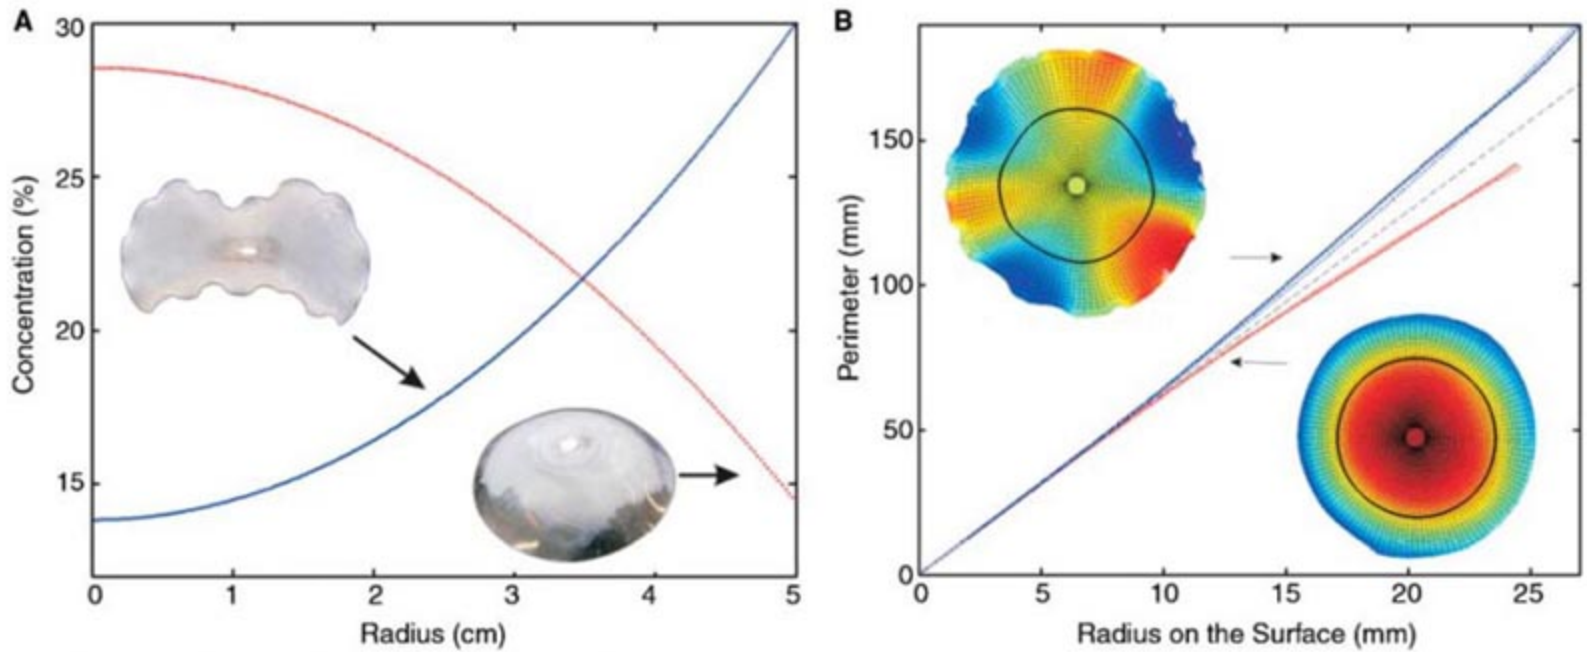 A
30
25
20
15
Concentration (%)
0 1 2 3 4 5
Radius (cm)
B
150
100
50
0
Perimeter (mm)
0 5 10 15 20 25
Radius on the Surface (mm)